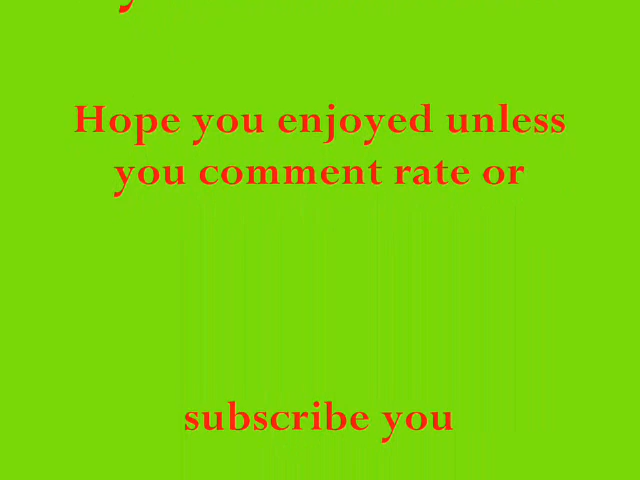 Hope you enjoyed unless
you comment rate or
subscribe you